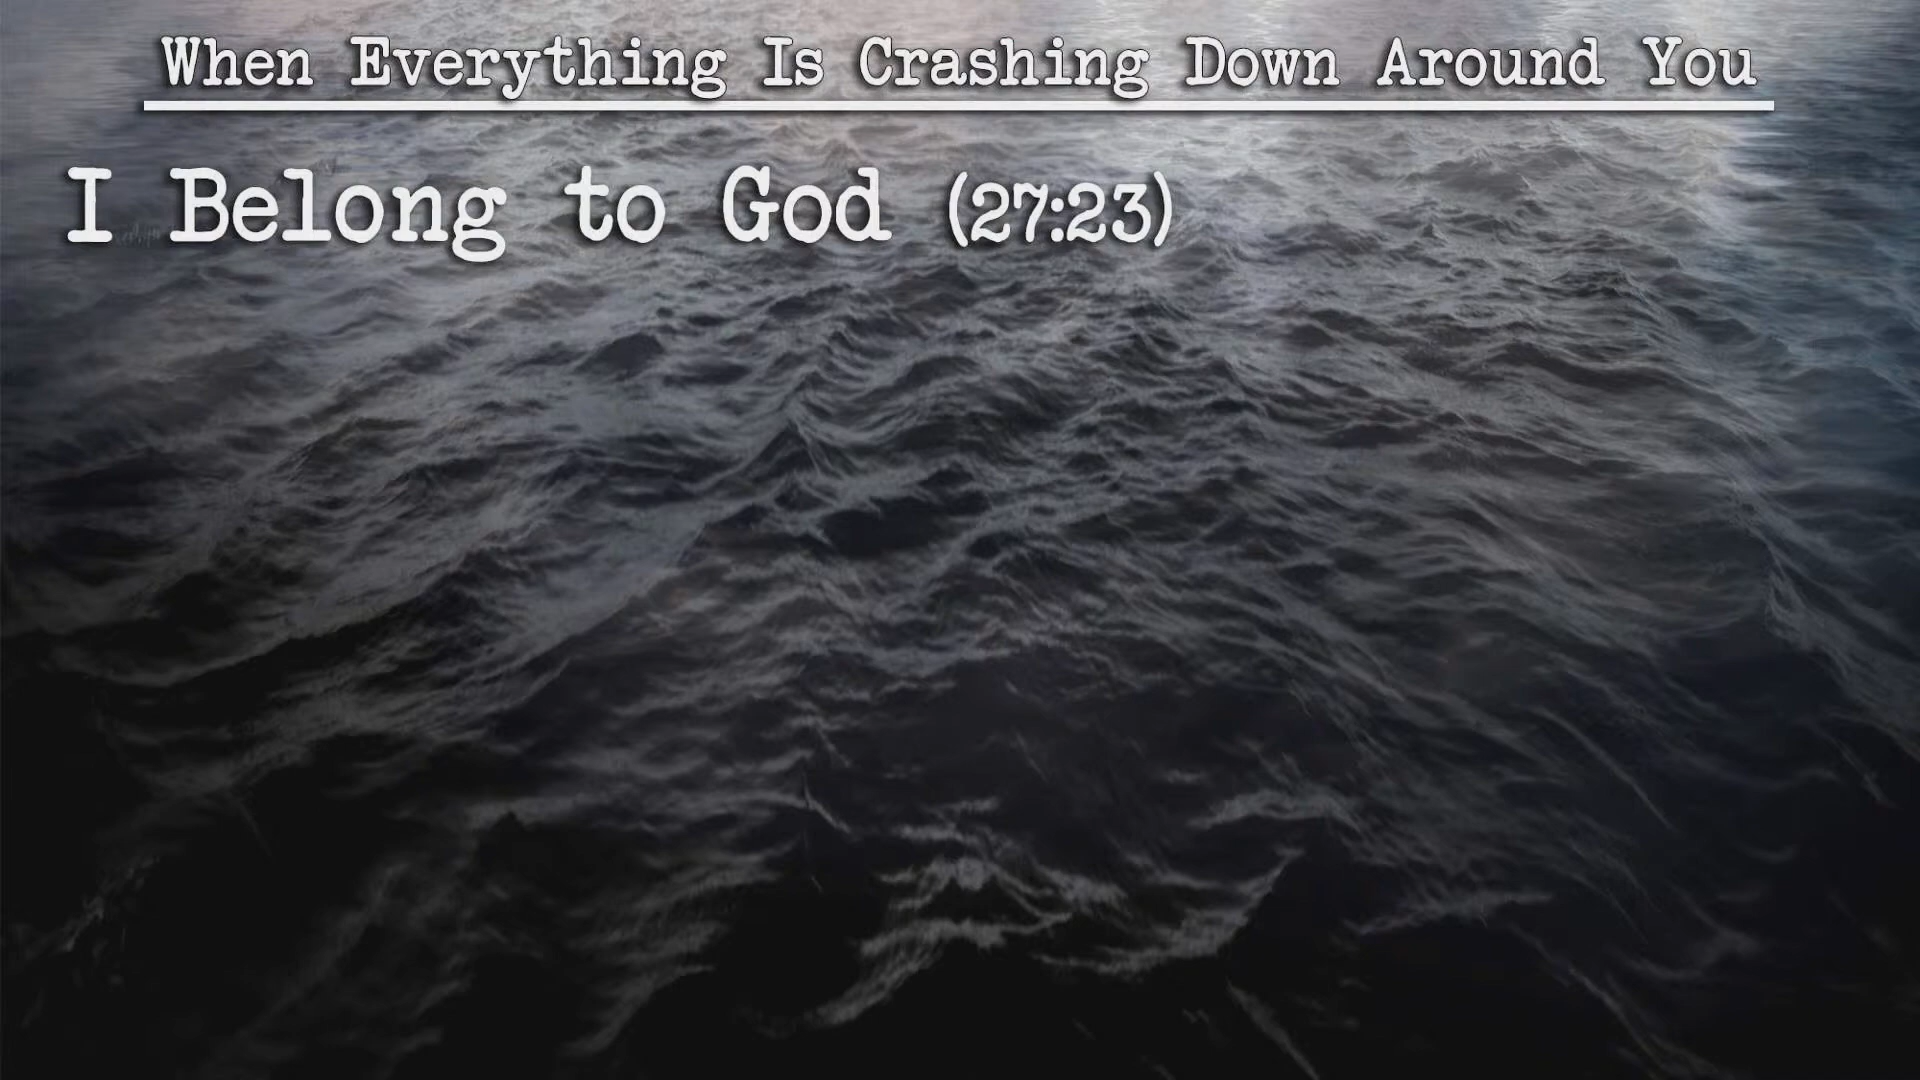 When Everything Is Crashing Down Around You
I Belong to God (27:23)